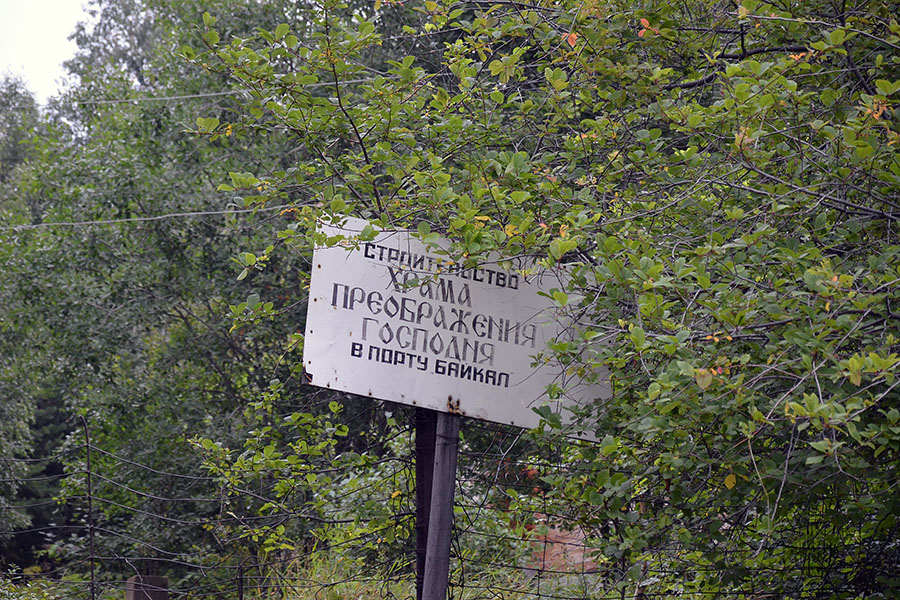 СТРОИТЕЛЬСТВО
ХРАМА
ПРЕОБРАЖЕНИЯ
ГОСПОДНЯ
В ПОРТУ БАЙКАЛ